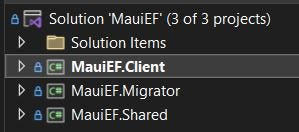 Solution 'MauiEF' (3 of 3 projects)
Solution Items
C# MauiEF.Client
C# MauiEF.Migrator
C# MauiEF.Shared